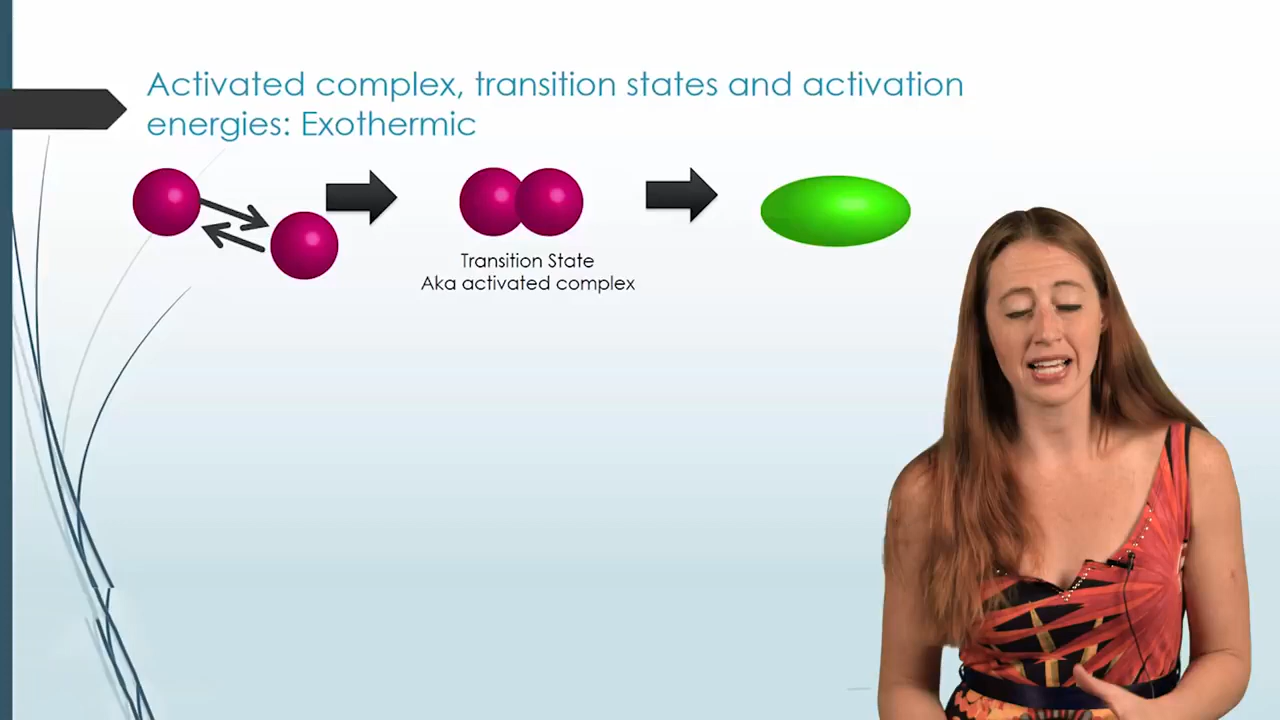 Activated complex, transition states and activation
energies: Exothermic
Transition State
Aka activated complex